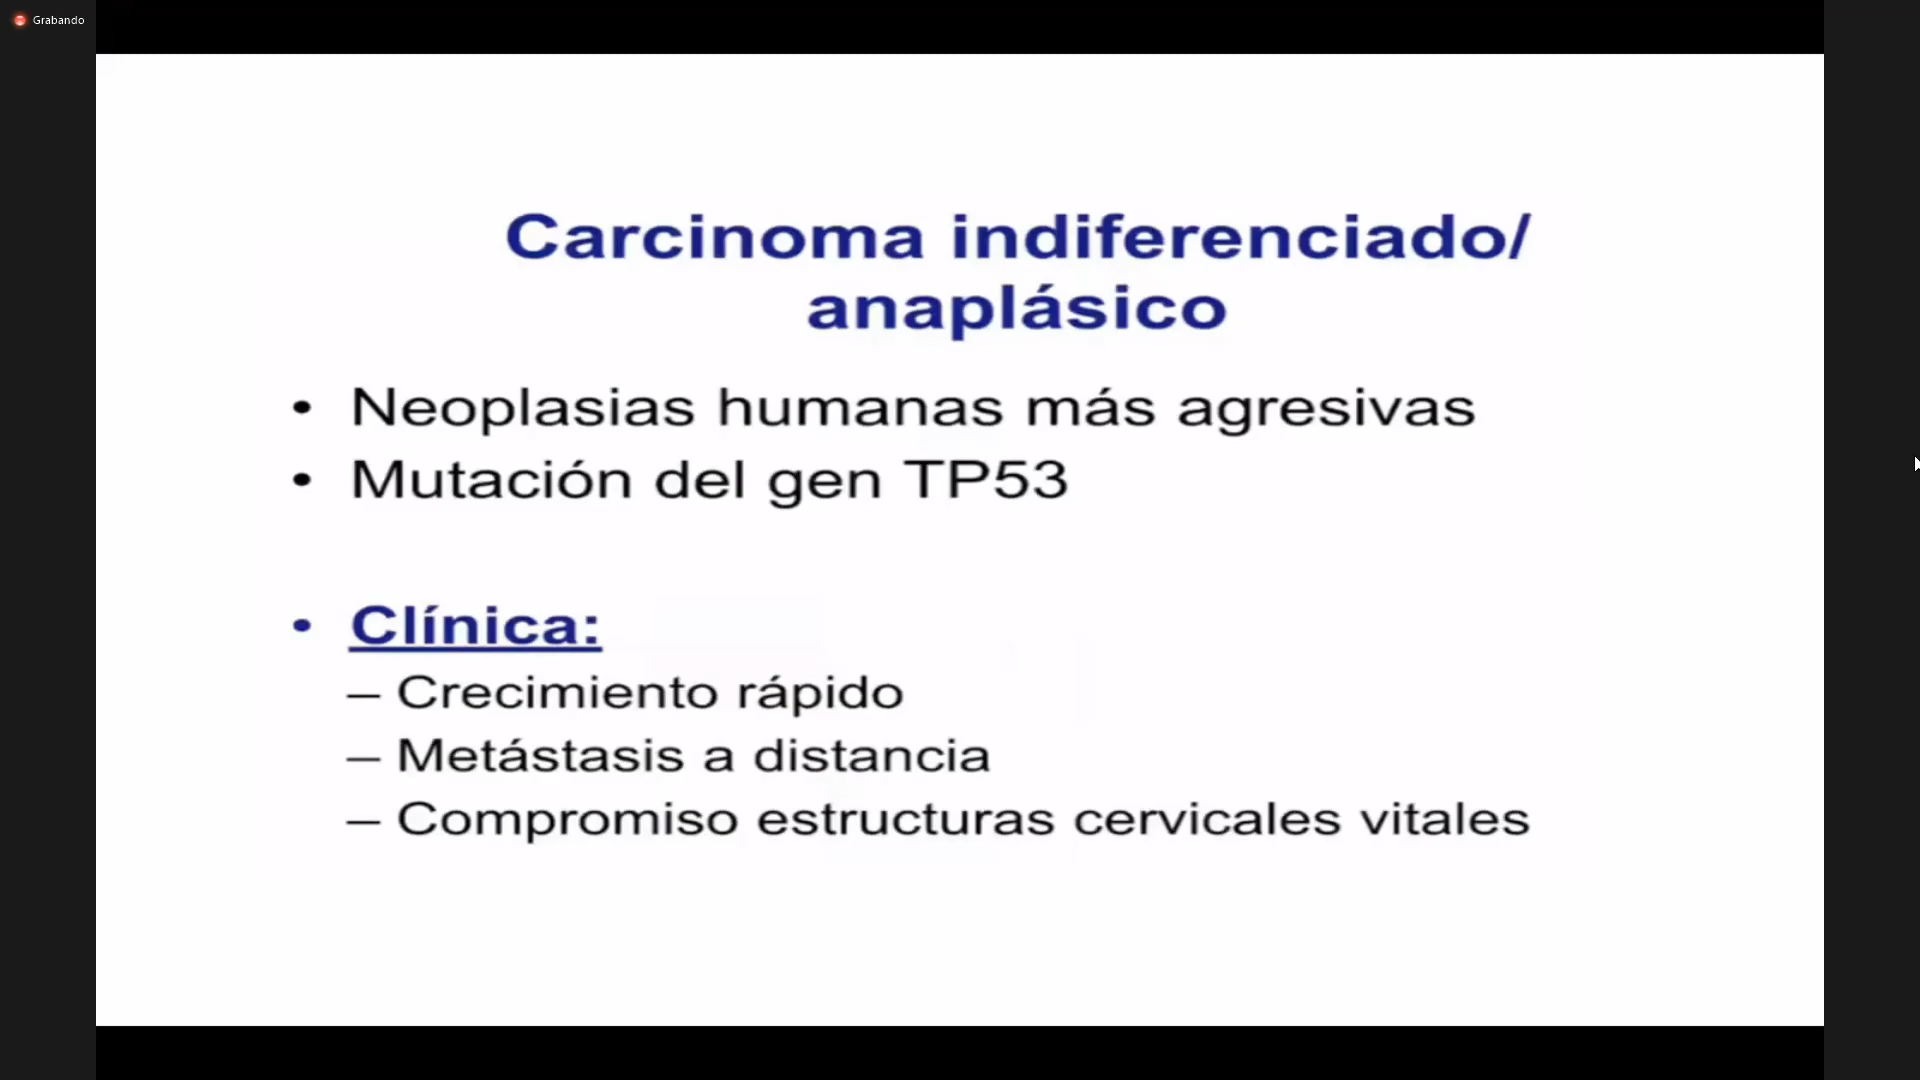 Grabando
Carcinoma indiferenciado/
anaplásico
• Neoplasias humanas más agresivas
• Mutación del gen TP53
• Clínica:
– Crecimiento rápido
– Metástasis a distancia
– Compromiso estructuras cervicales vitales